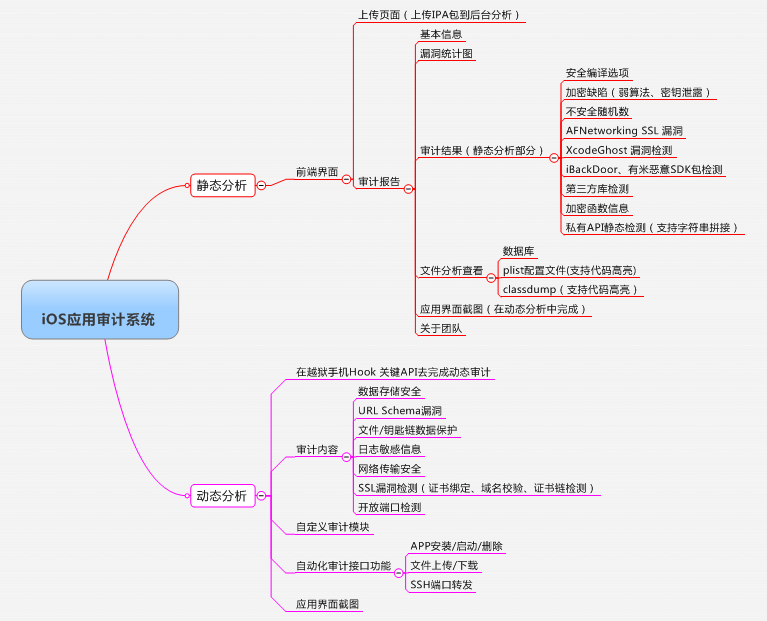 iOS应用审计系统
静态分析
前端界面
上传页面（上传IPA包到后台分析）
审计报告
基本信息
漏洞统计图
审计结果（静态分析部分）
安全编译选项
加密缺陷（弱算法、密钥泄露）
不安全随机数
AFNetworking SSL 漏洞
XcodeGhost 漏洞检测
iBackDoor、有米恶意SDK包检测
第三方库检测
加密函数信息
私有API静态检测（支持字符串拼接）
文件分析查看
数据库
plist配置文件(支持代码高亮)
classdump（支持代码高亮）
应用界面截图（在动态分析中完成）
关于团队
动态分析
在越狱手机Hook 关键API去完成动态审计
审计内容
数据存储安全
URL Schema漏洞
文件/钥匙链数据保护
日志敏感信息
网络传输安全
SSL漏洞检测（证书绑定、域名校验、证书链检测）
开放端口检测
自定义审计模块
自动化审计接口功能
APP安装/启动/删除
文件上传/下载
SSH端口转发
应用界面截图